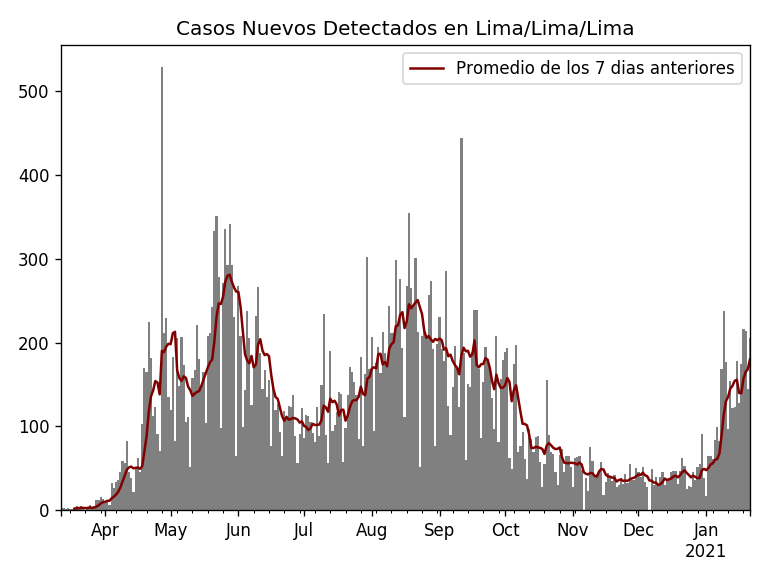 Casos Nuevos Detectados en Lima/Lima/Lima
Promedio de los 7 dias anteriores
500
400
300
200
100
0
Apr May Jun Jul Aug Sep Oct Nov Dec Jan
2021